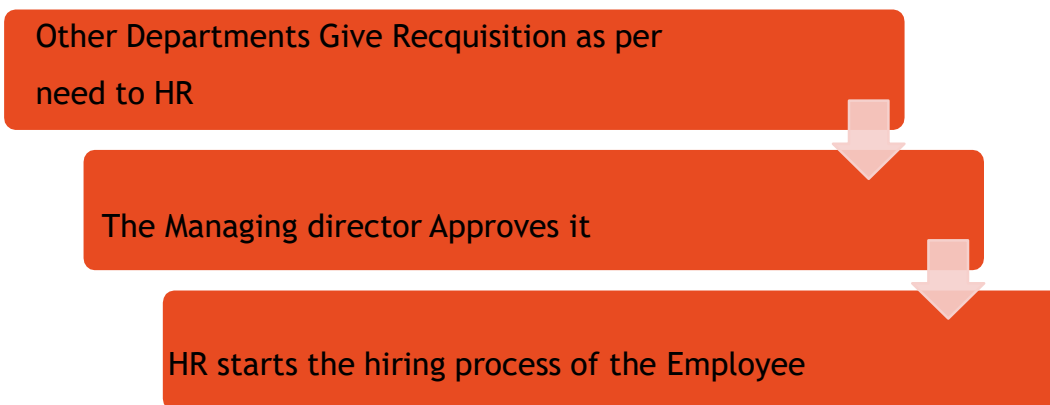 Other Departments Give Recquisition as per
need to HR
The Managing director Approves it
HR starts the hiring process of the Employee